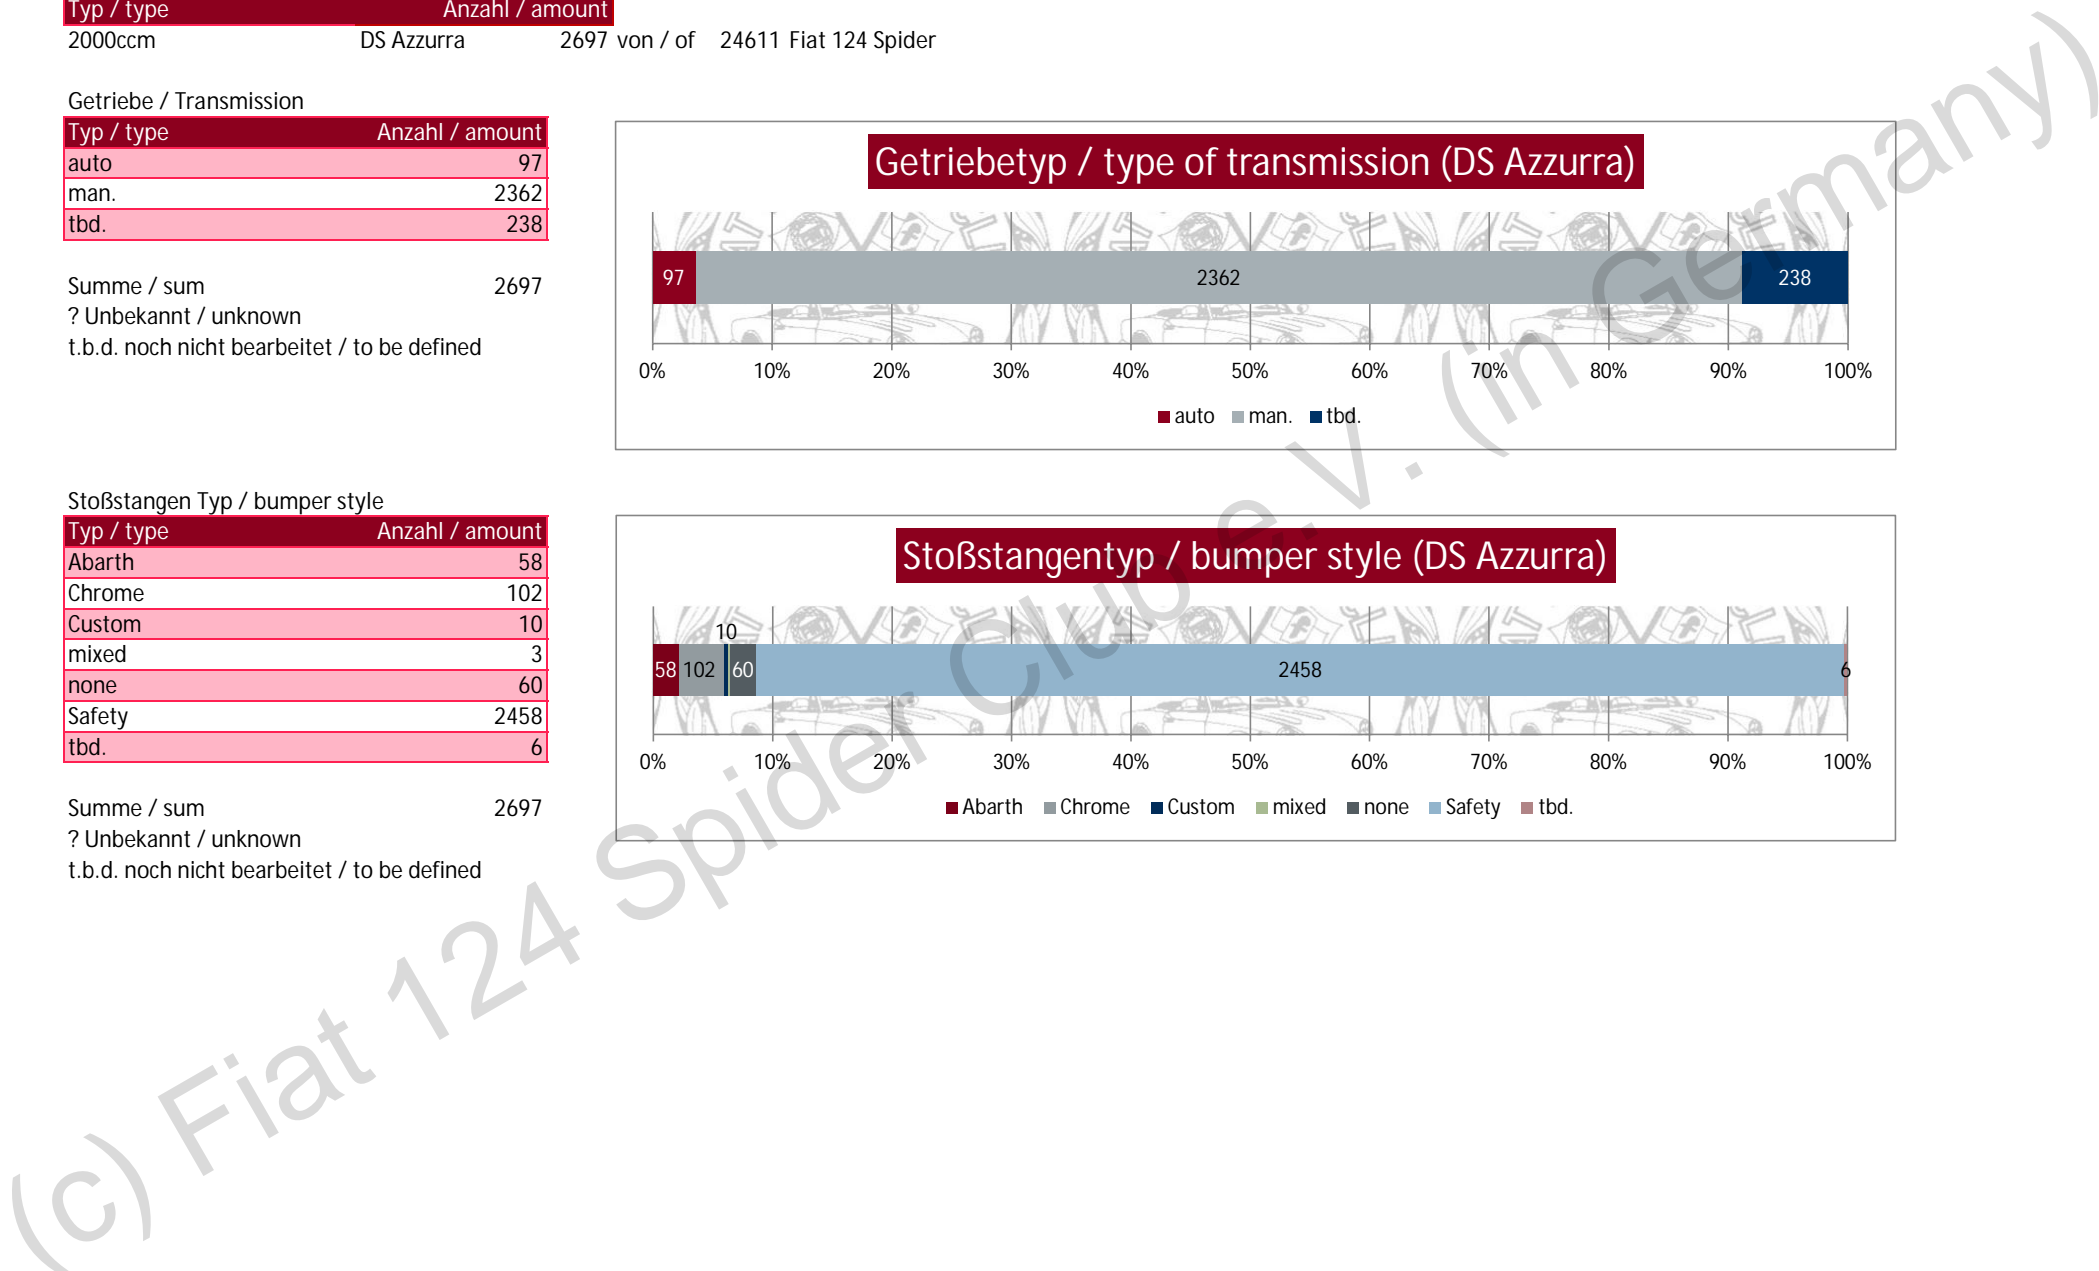 Typ / type Anzahl / amount
2000ccm DS Azzurra 2697 von / of 24611 Fiat 124 Spider
Getriebe / Transmission
Typ / type Anzahl / amount
auto 97
man. 2362
tbd. 238
Summe / sum 2697
? Unbekannt / unknown
t.b.d. noch nicht bearbeitet / to be defined
Getriebetyp / type of transmission (DS Azzurra)
97 2362 238
0% 10% 20% 30% 40% 50% 60% 70% 80% 90% 100%
auto man. tbd.
Stoßstangen Typ / bumper style
Typ / type Anzahl / amount
Abarth 58
Chrome 102
Custom 10
mixed 3
none 60
Safety 2458
tbd. 6
Summe / sum 2697
? Unbekannt / unknown
t.b.d. noch nicht bearbeitet / to be defined
Stoßstangentyp / bumper style (DS Azzurra)
10
58 102 60 2458 6
0% 10% 20% 30% 40% 50% 60% 70% 80% 90% 100%
Abarth Chrome Custom mixed none Safety tbd.
(c) Fiat 124 Spider Club e.V. (in Germany)